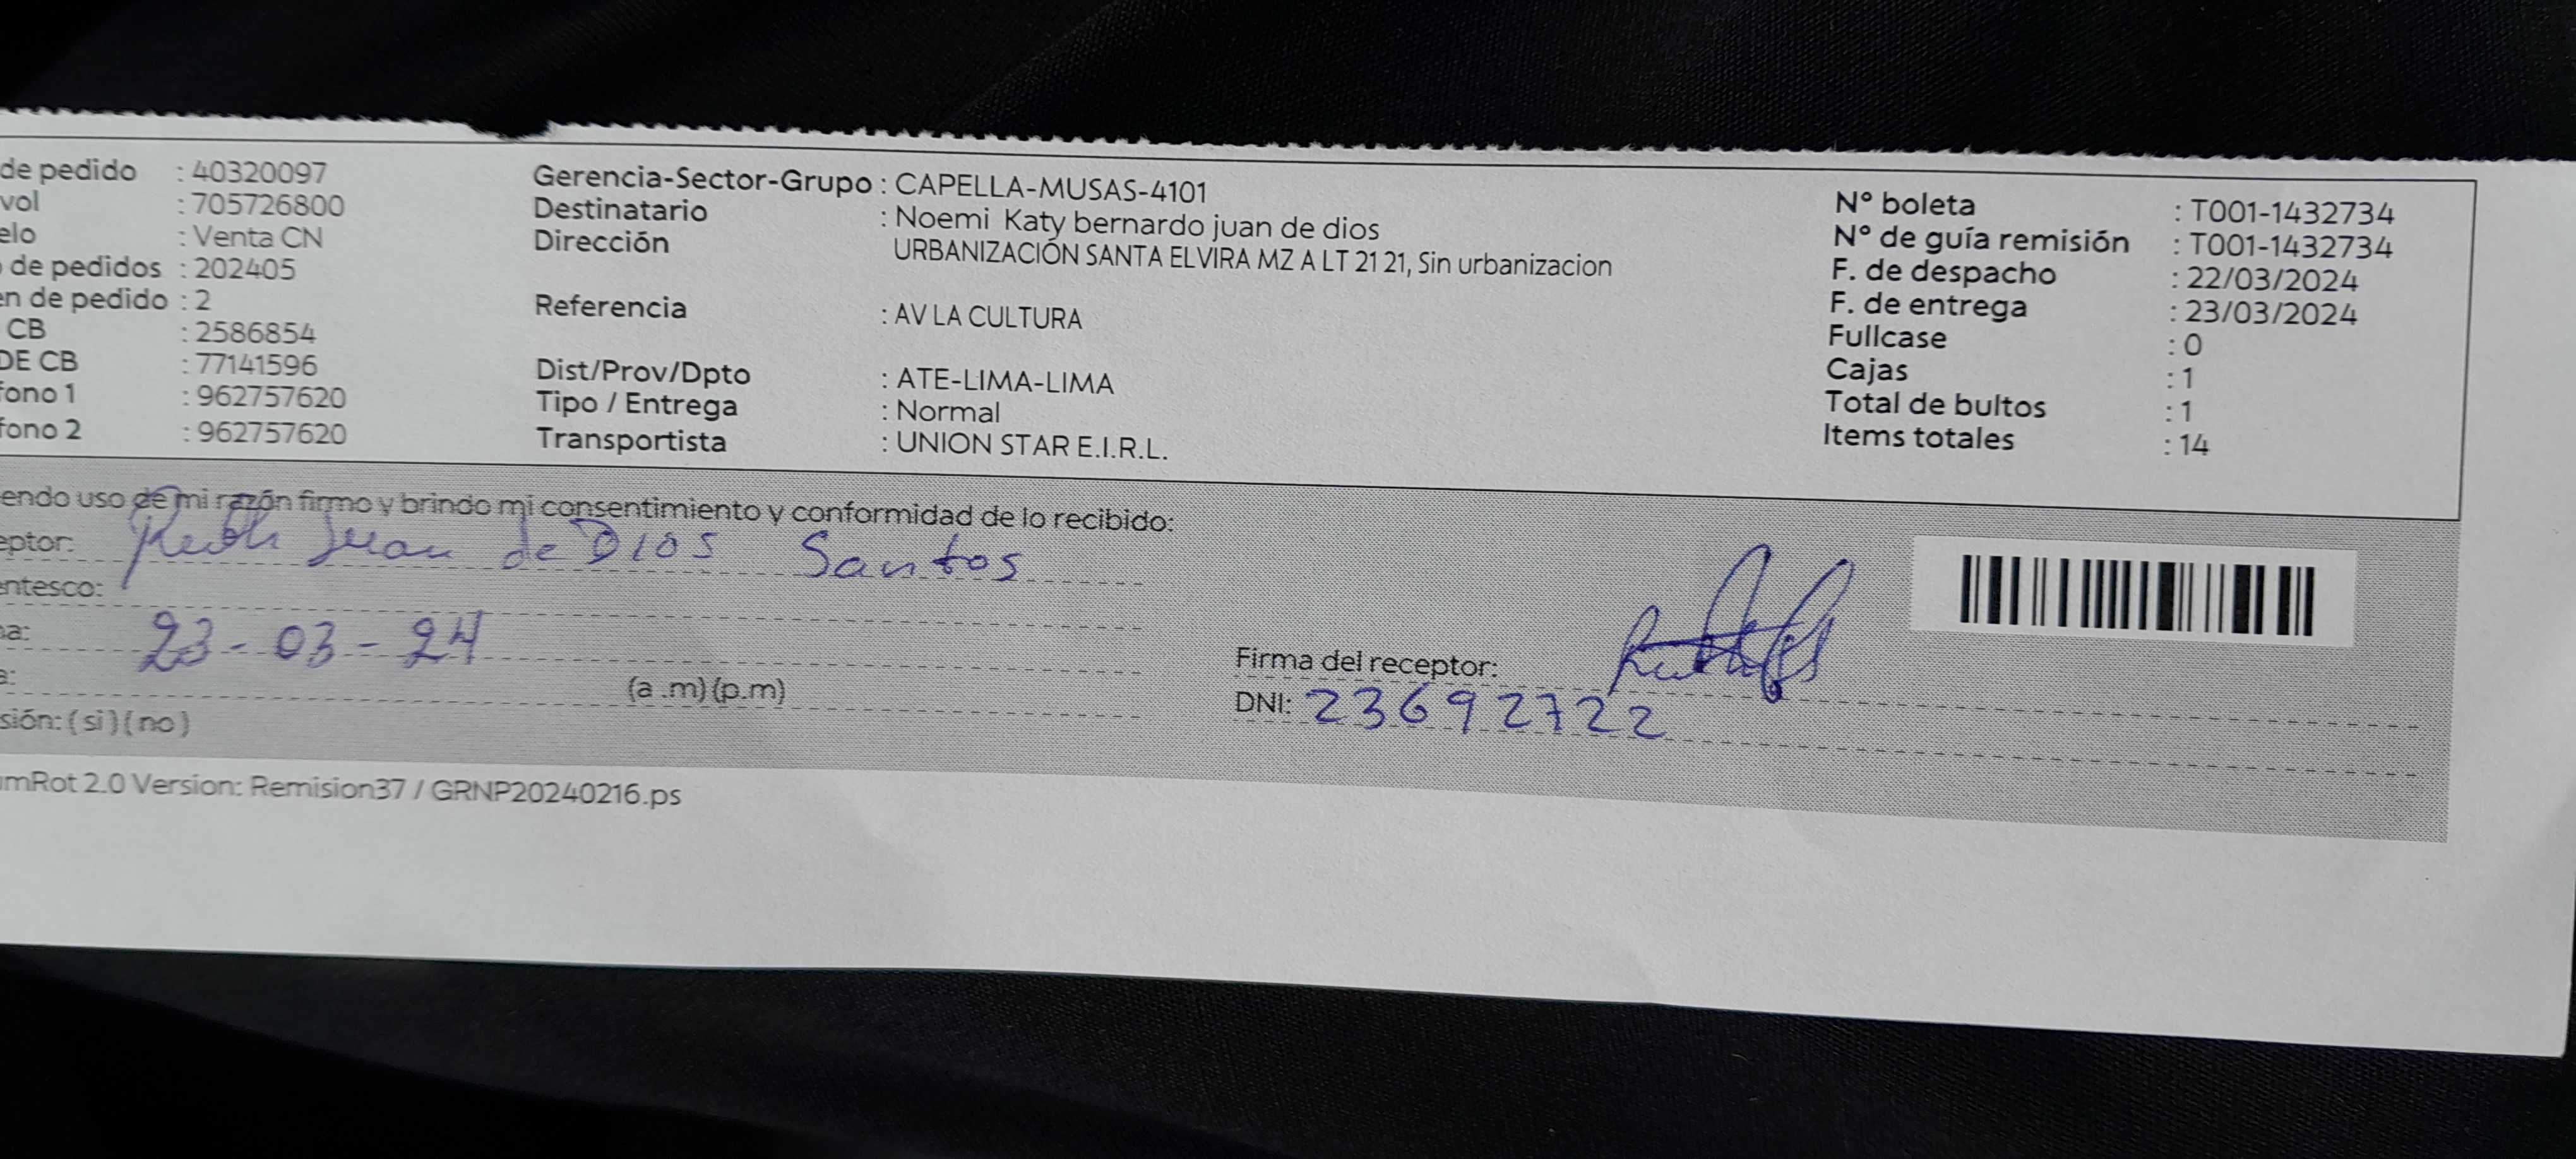 de pedido : 40320097
vol : 705726800
elo : Venta CN
de pedidos : 202405
en de pedido : 2
CB : 2586854
DE CB : 77141596
fono 1 : 962757620
fono 2 : 962757620
Gerencia-Sector-Grupo : CAPELLA-MUSAS-4101
Destinatario : Noemi Katy bernardo juan de dios
Dirección URBANIZACIÓN SANTA ELVIRA MZ A LT 21 21, Sin urbanizacion
Referencia : AV LA CULTURA
Dist/Prov/Dpto : ATE-LIMA-LIMA
Tipo / Entrega : Normal
Transportista : UNION STAR E.I.R.L.
N° boleta : T001-1432734
N° de guía remisión : T001-1432734
F. de despacho : 22/03/2024
F. de entrega : 23/03/2024
Fullcase : 0
Cajas : 1
Total de bultos : 1
Items totales : 14
endo uso de mi razón firmo y brindo mi consentimiento y conformidad de lo recibido:
eptor: Juan de Dios Santos
entesco:
na: 23-03-24
a: (a .m) (p.m)
sión: ( si ) ( no )
Firma del receptor:
DNI: 23692722
mRot 2.0 Version: Remision37 / GRNP20240216.ps